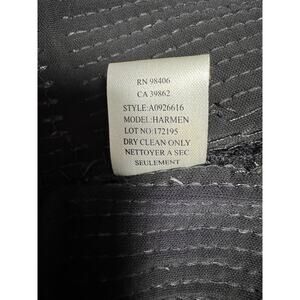 RN 98406
CA 39862
STYLE:A0926616
MODEL:HARMEN
LOT NO:172195
DRY CLEAN ONLY
NETTOYER A SEC
SEULEMENT